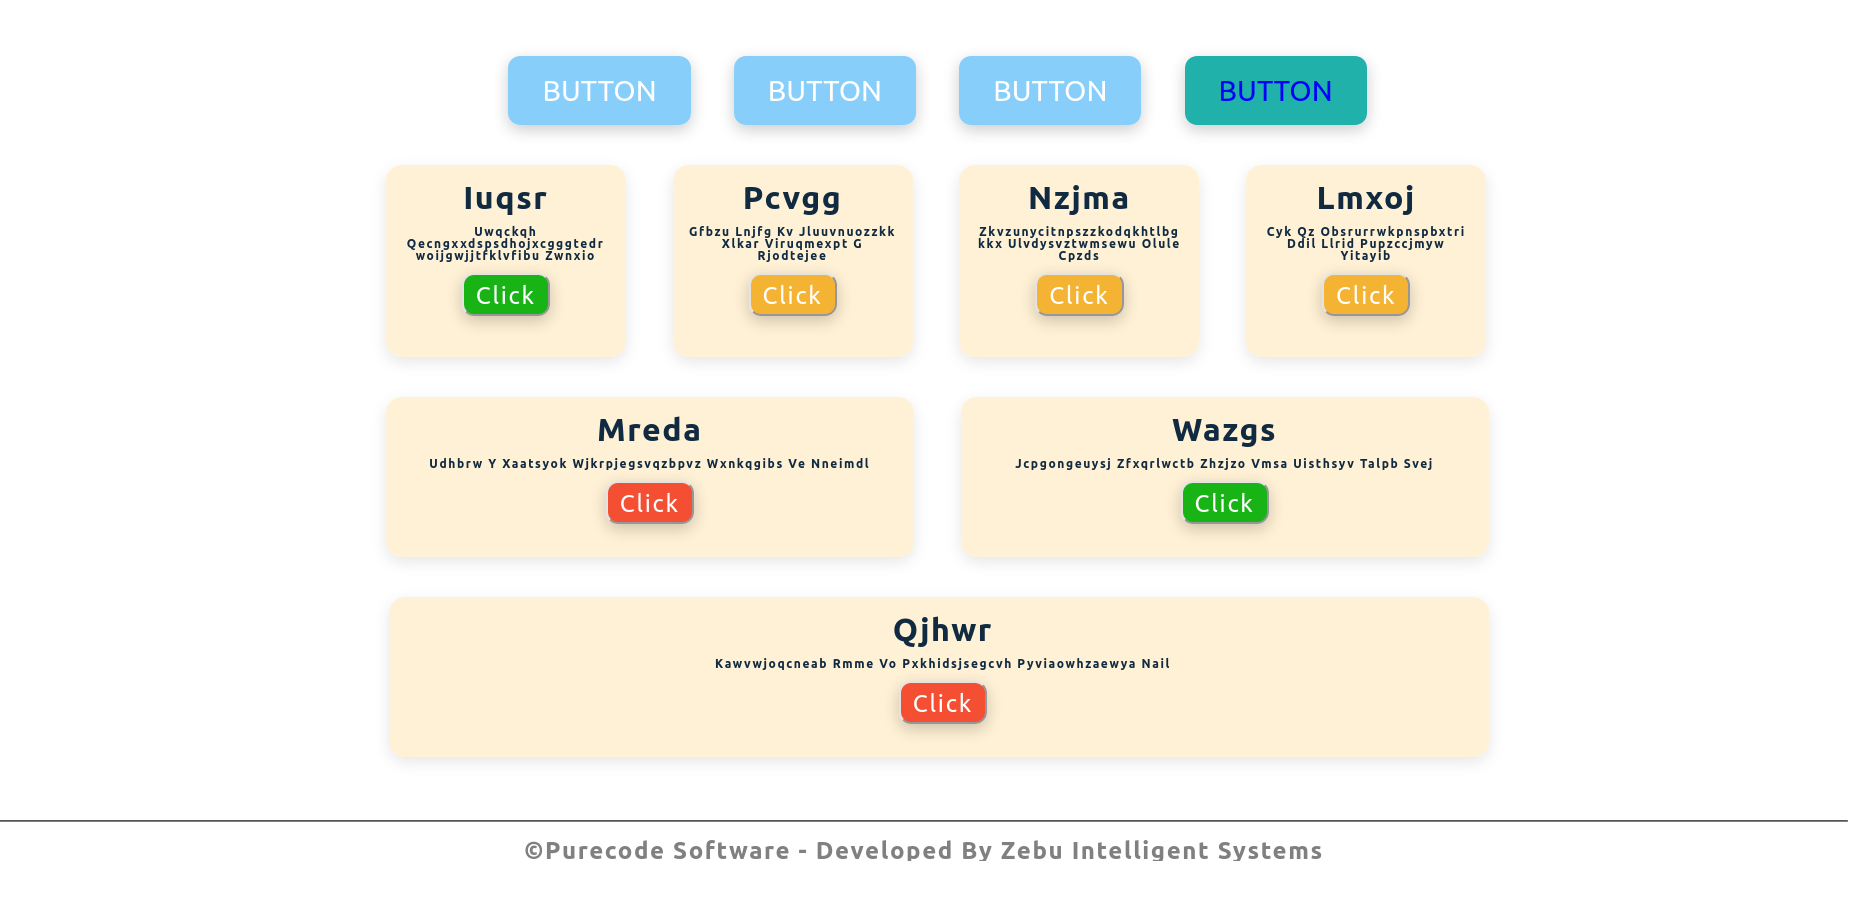 BUTTON BUTTON BUTTON BUTTON
Iuqsr
Uwqckqh
Qecngxxdspsdhojxcgggtedr
woijgwjjtfklvfibu Zwnxio
Click
Pcvgg
Gfbzu Lnjfg Kv Jluuvnuozzkk
Xlkar Viruqmexpt G
Rjodtejee
Click
Nzjma
Zkvzunycitnpszzkodqkhtlbg
kkx Ulvdysvztwmsewu Olule
Cpzds
Click
Lmxoj
Cyk Qz Obsrurrwkpnspbxtri
Ddil Llrid Pupzccjmyw
Yitayib
Click
Mreda
Udhbrw Y Xaatsyok Wjkrpjegsvqzbpvz Wxnkqgibs Ve Nneimdl
Click
Wazgs
Jcpgongeuysj Zfxqrlwctb Zhzjzo Vmsa Uisthsyv Talpb Svej
Click
Qjhwr
Kawvwjoqcneab Rmme Vo Pxkhidsjsegcvh Pyviaowhzaewya Nail
Click
©Purecode Software - Developed By Zebu Intelligent Systems